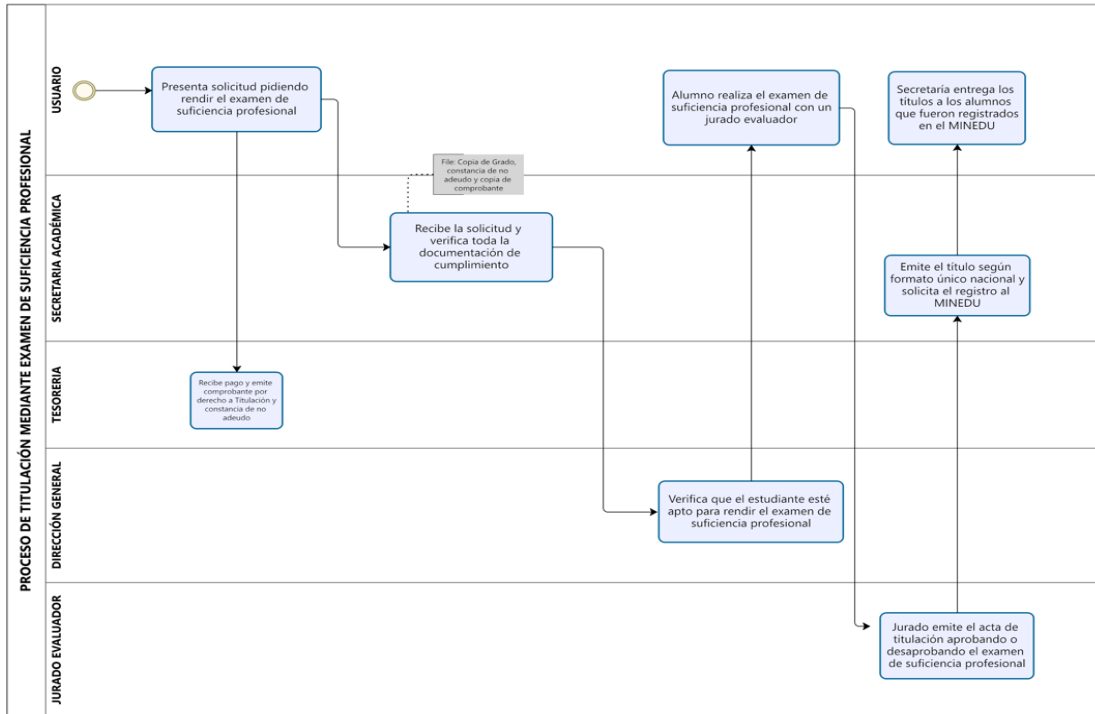 PROCESO DE TITULACIÓN MEDIANTE EXAMEN DE SUFICIENCIA PROFESIONAL
USUARIO
Presenta solicitud pidiendo
rendir el examen de
suficiencia profesional
Alumno realiza el examen de
suficiencia profesional con un
jurado evaluador
Secretaría entrega los
títulos a los alumnos
que fueron registrados
en el MINEDU
File: Copia de Grado,
constancia de no
adeudo y copia de
comprobante
SECRETARIA ACADÉMICA
Recibe la solicitud y
verifica toda la
documentación de
cumplimiento
Emite el título según
formato único nacional y
solicita el registro al
MINEDU
TESORERIA
Recibe pago y emite
comprobante por
derecho a Titulación y
constancia de no
adeudo
DIRECCIÓN GENERAL
Verifica que el estudiante esté
apto para rendir el examen de
suficiencia profesional
JURADO EVALUADOR
Jurado emite el acta de
titulación aprobando o
desaprobando el examen
de suficiencia profesional